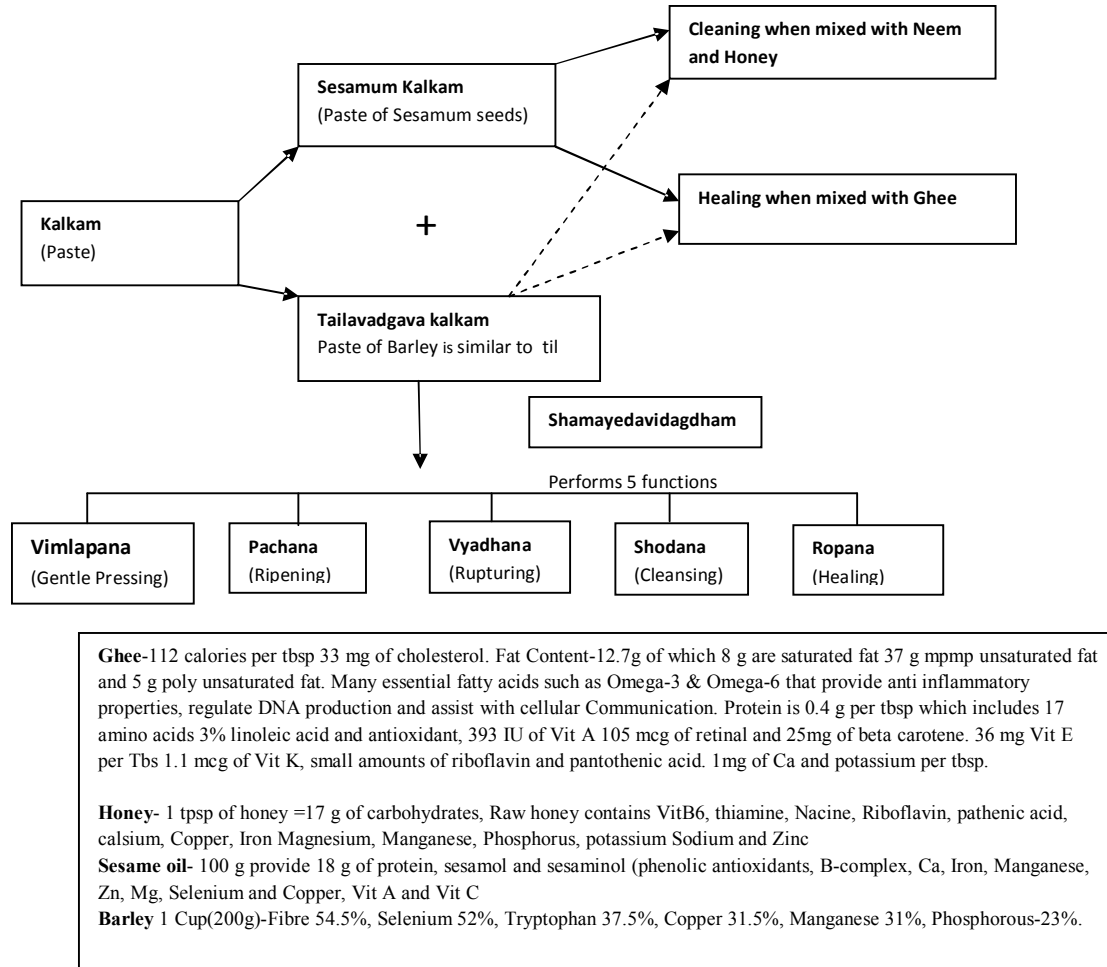 Cleaning when mixed with Neem
and Honey
Sesamum Kalkam
(Paste of Sesamum seeds)
Healing when mixed with Ghee
Kalkam
(Paste)
+
Tailavadgava kalkam
Paste of Barley is similar to til
Shamayedavidagdham
Performs 5 functions
Vimlapana
(Gentle Pressing)
Pachana
(Ripening)
Vyadhana
(Rupturing)
Shodana
(Cleansing)
Ropana
(Healing)
Ghee-112 calories per tbsp 33 mg of cholesterol. Fat Content-12.7g of which 8 g are saturated fat 37 g mpmp unsaturated fat
and 5 g poly unsaturated fat. Many essential fatty acids such as Omega-3 & Omega-6 that provide anti inflammatory
properties, regulate DNA production and assist with cellular Communication. Protein is 0.4 g per tbsp which includes 17
amino acids 3% linoleic acid and antioxidant, 393 IU of Vit A 105 mcg of retinal and 25mg of beta carotene. 36 mg Vit E
per Tbs 1.1 mcg of Vit K, small amounts of riboflavin and pantothenic acid. 1mg of Ca and potassium per tbsp.
Honey- 1 tpsp of honey =17 g of carbohydrates, Raw honey contains VitB6, thiamine, Nacine, Riboflavin, pathenic acid,
calsium, Copper, Iron Magnesium, Manganese, Phosphorus, potassium Sodium and Zinc
Sesame oil- 100 g provide 18 g of protein, sesamol and sesaminol (phenolic antioxidants, B-complex, Ca, Iron, Manganese,
Zn, Mg, Selenium and Copper, Vit A and Vit C
Barley 1 Cup(200g)-Fibre 54.5%, Selenium 52%, Tryptophan 37.5%, Copper 31.5%, Manganese 31%, Phosphorous-23%.